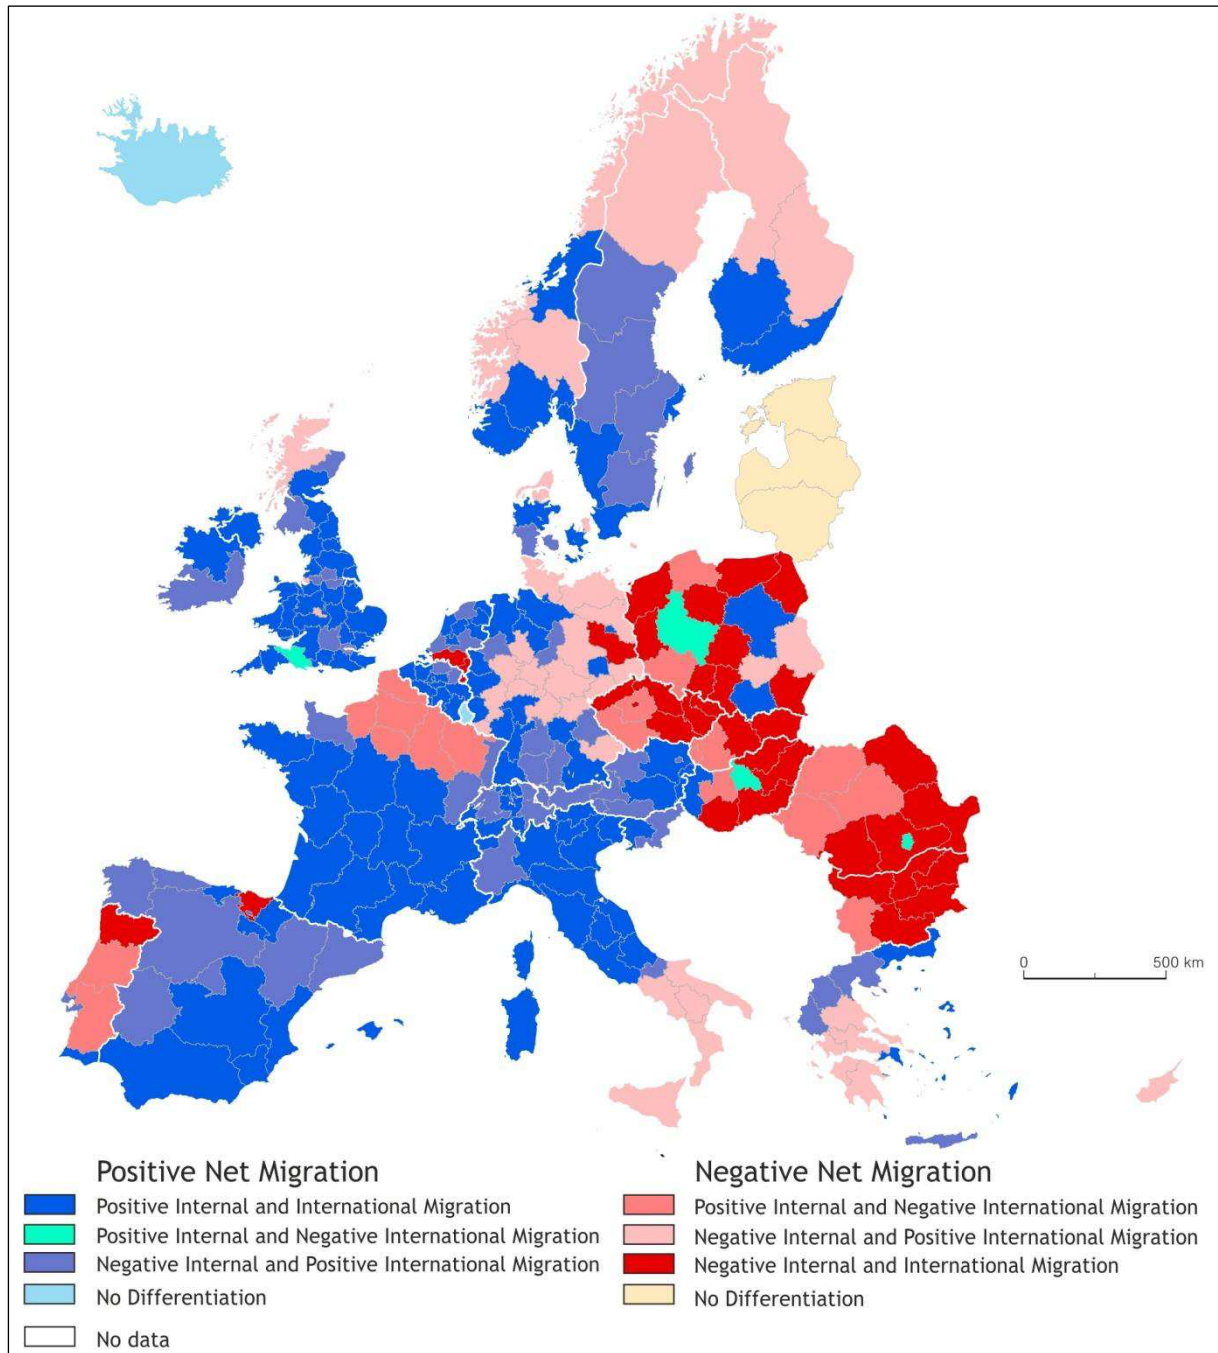 0 500 km
Positive Net Migration
Positive Internal and International Migration
Positive Internal and Negative International Migration
Negative Internal and Positive International Migration
No Differentiation
No data
Negative Net Migration
Positive Internal and Negative International Migration
Negative Internal and Positive International Migration
Negative Internal and International Migration
No Differentiation